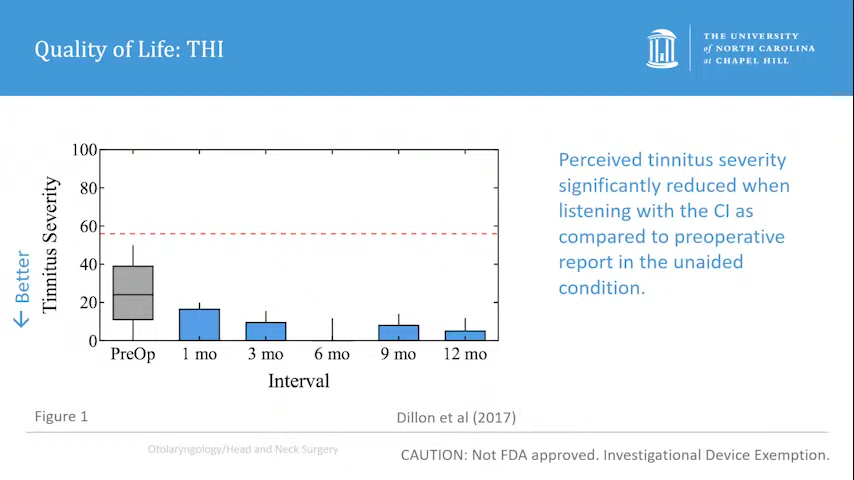 Quality of Life: THI
THE UNIVERSITY
of NORTH CAROLINA
at CHAPEL HILL
100
80
60
40
20
0
Tinnitus Severity
← Better
PreOp 1 mo 3 mo 6 mo 9 mo 12 mo
Interval
Perceived tinnitus severity
significantly reduced when
listening with the CI as
compared to preoperative
report in the unaided
condition.
Figure 1
Dillon et al (2017)
Otolaryngology/Head and Neck Surgery
CAUTION: Not FDA approved. Investigational Device Exemption.